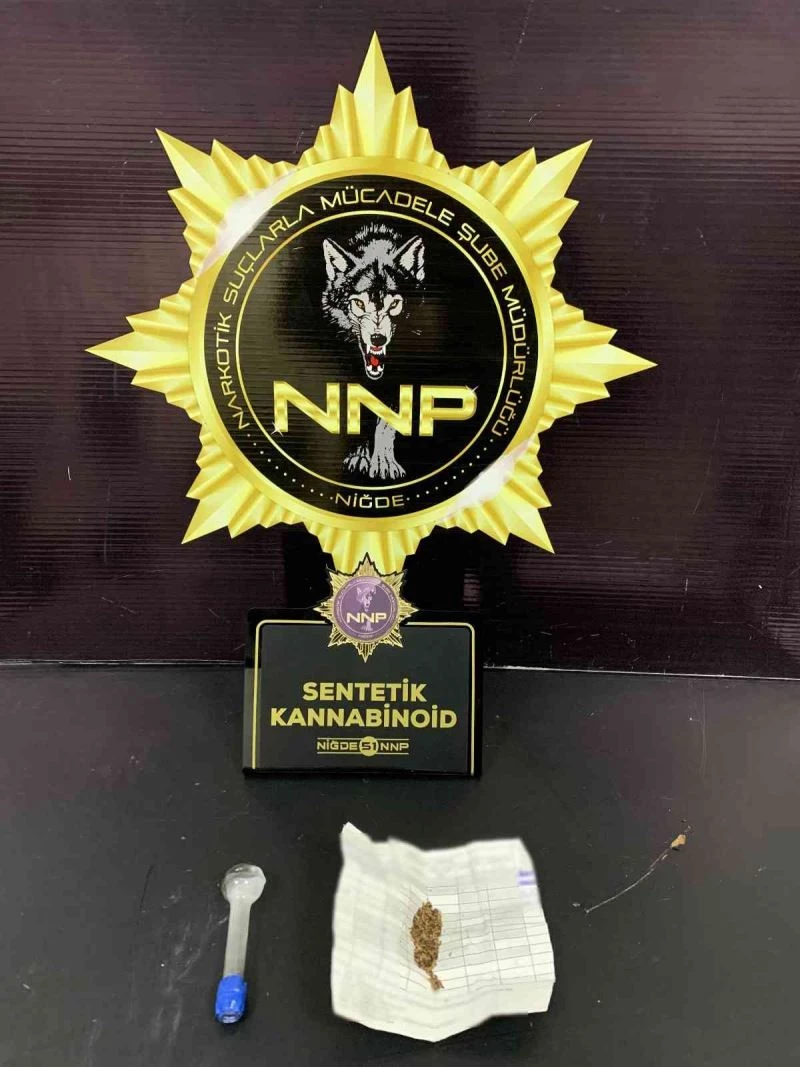 NARKOTİK SUÇLARLA MÜCADELE ŞUBE MÜDÜRLÜĞÜ
NNP
NİĞDE
NNP
SENTETİK
KANNABİNOİD
NİĞDE 51 NNP